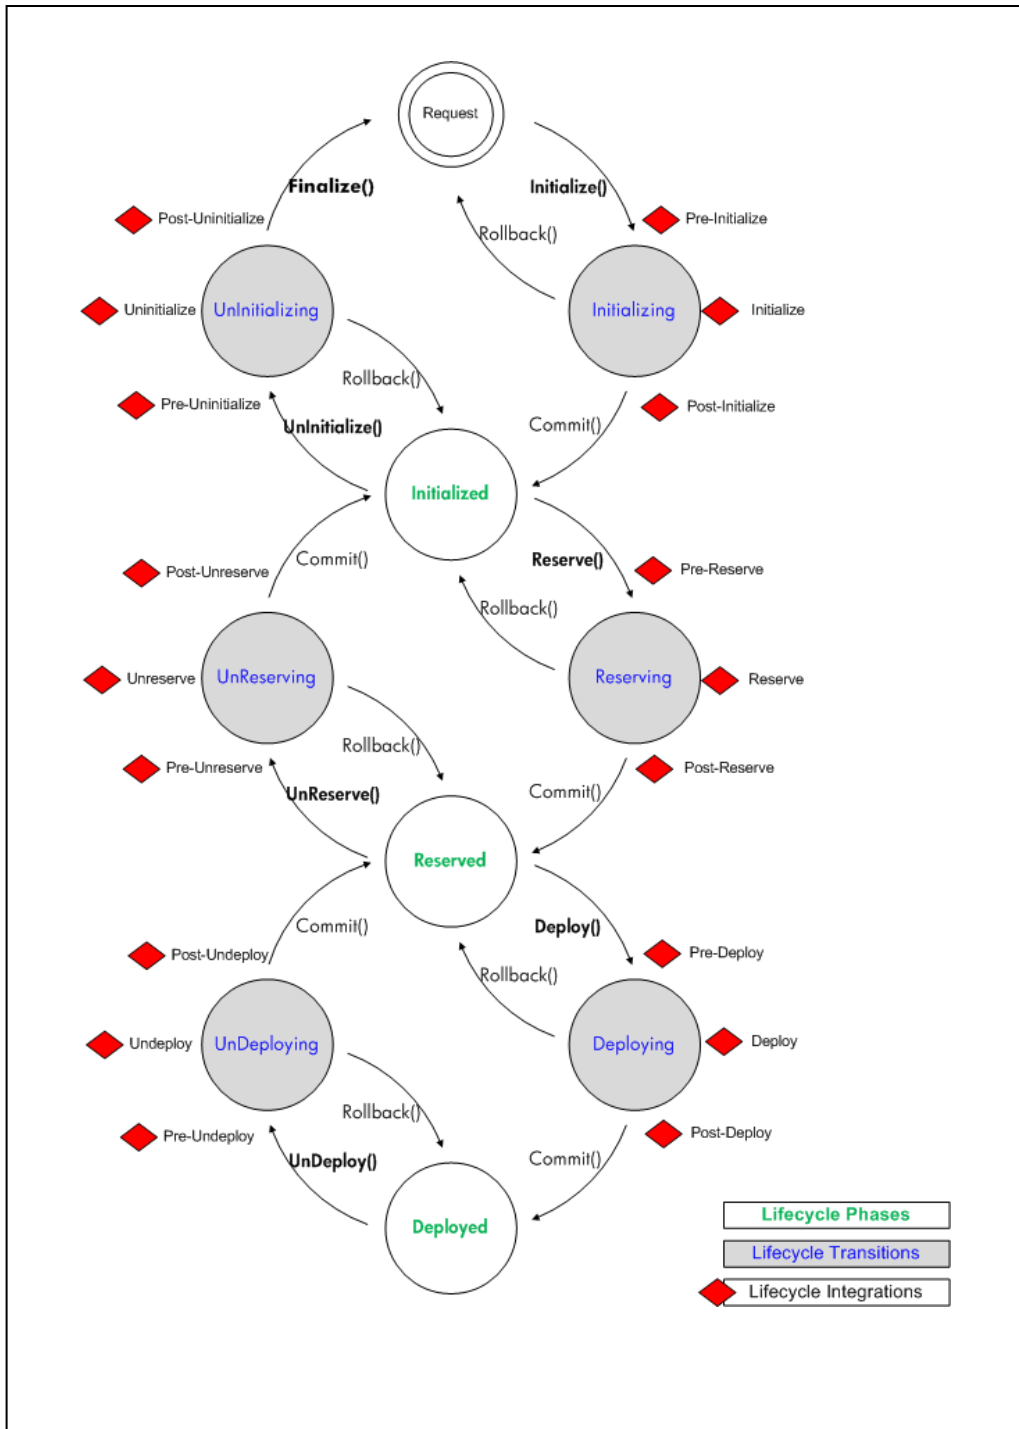 Request
Finalize()
Initialize()
Post-Uninitialize
Pre-Initialize
Rollback()
UnInitializing
Initializing
Uninitialize
Initialize
Rollback()
Pre-Uninitialize
Post-Initialize
UnInitialize()
Commit()
Initialized
Commit()
Reserve()
Post-Unreserve
Pre-Reserve
Rollback()
UnReserving
Reserving
Unreserve
Reserve
Rollback()
Pre-Unreserve
Post-Reserve
UnReserve()
Commit()
Reserved
Commit()
Deploy()
Post-Undeploy
Pre-Deploy
Rollback()
UnDeploying
Deploying
Undeploy
Deploy
Rollback()
Pre-Undeploy
Post-Deploy
UnDeploy()
Commit()
Deployed
Lifecycle Phases
Lifecycle Transitions
Lifecycle Integrations